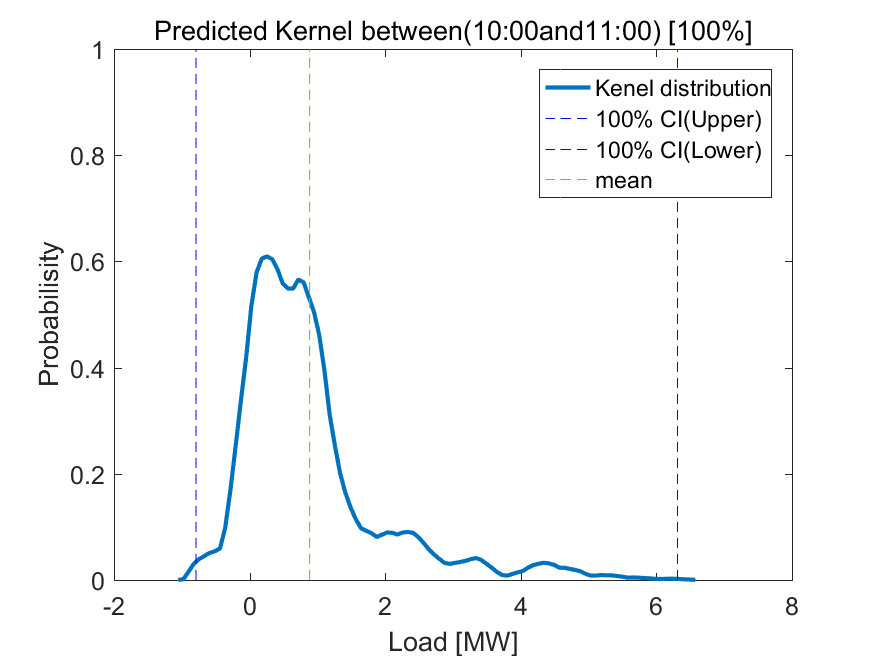 Predicted Kernel between(10:00and11:00) [100%]
1
0.8
0.6
0.4
0.2
0
Probabilisity
Kenel distribution
100% CI(Upper)
100% CI(Lower)
mean
-2
0
2
4
6
8
Load [MW]